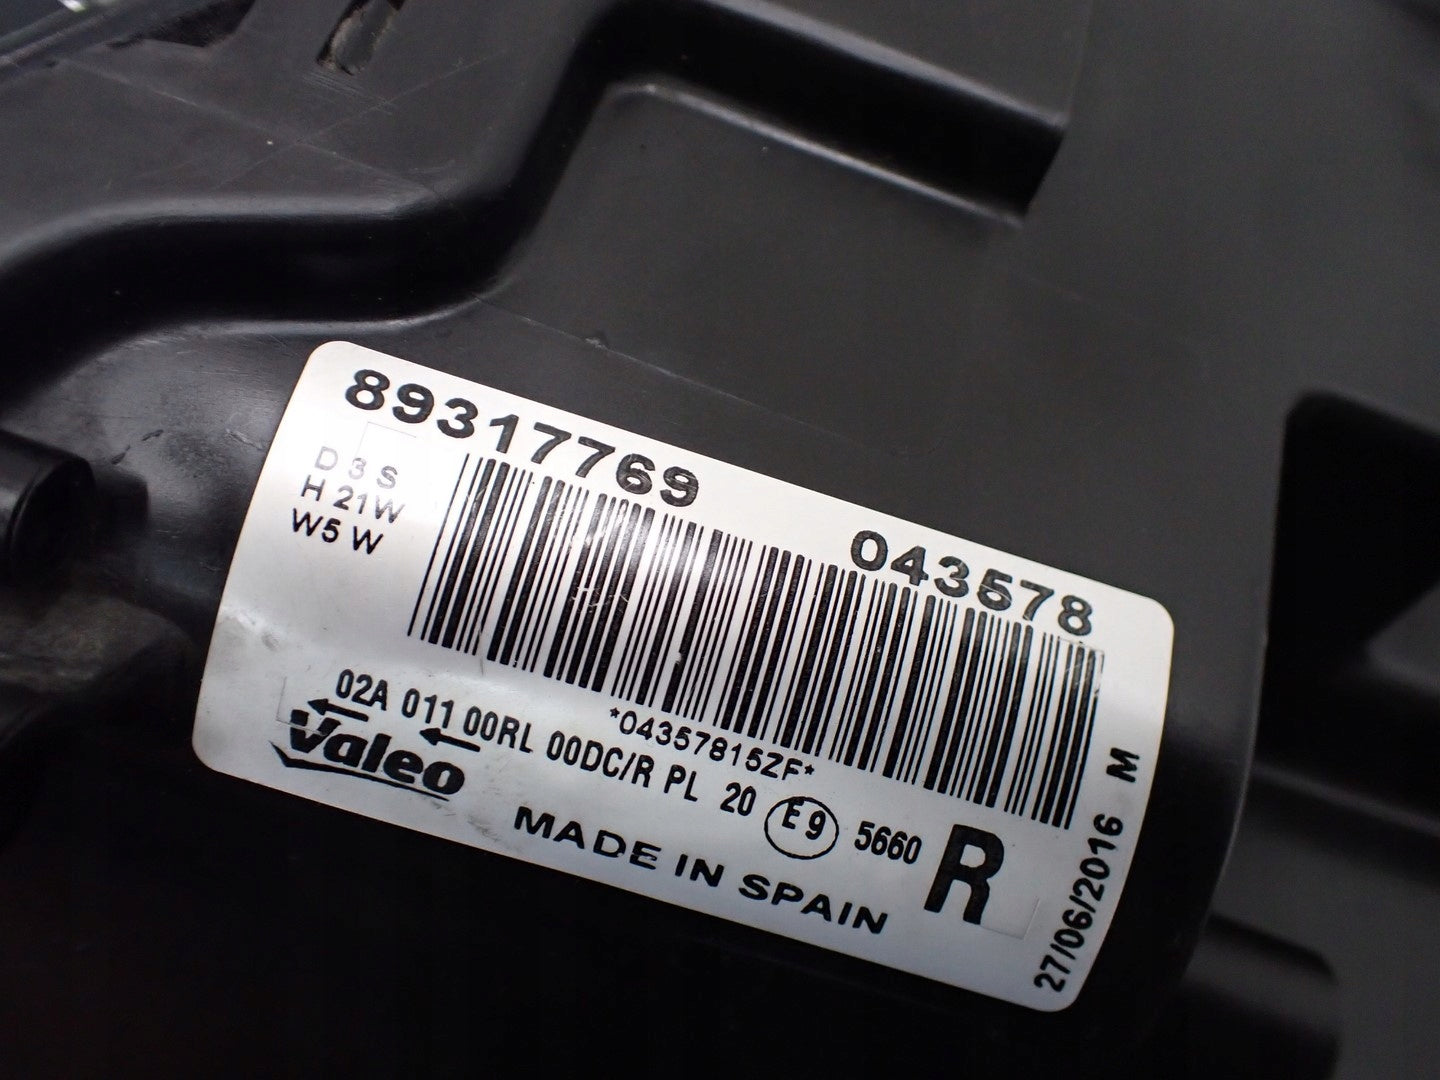 89317769
D3S
H21W
W5W
043578
*04357815ZF*
02A 011 00RL 00DC/R PL 20 E9 5660
Valeo
MADE IN SPAIN
R
27/06/2016 M